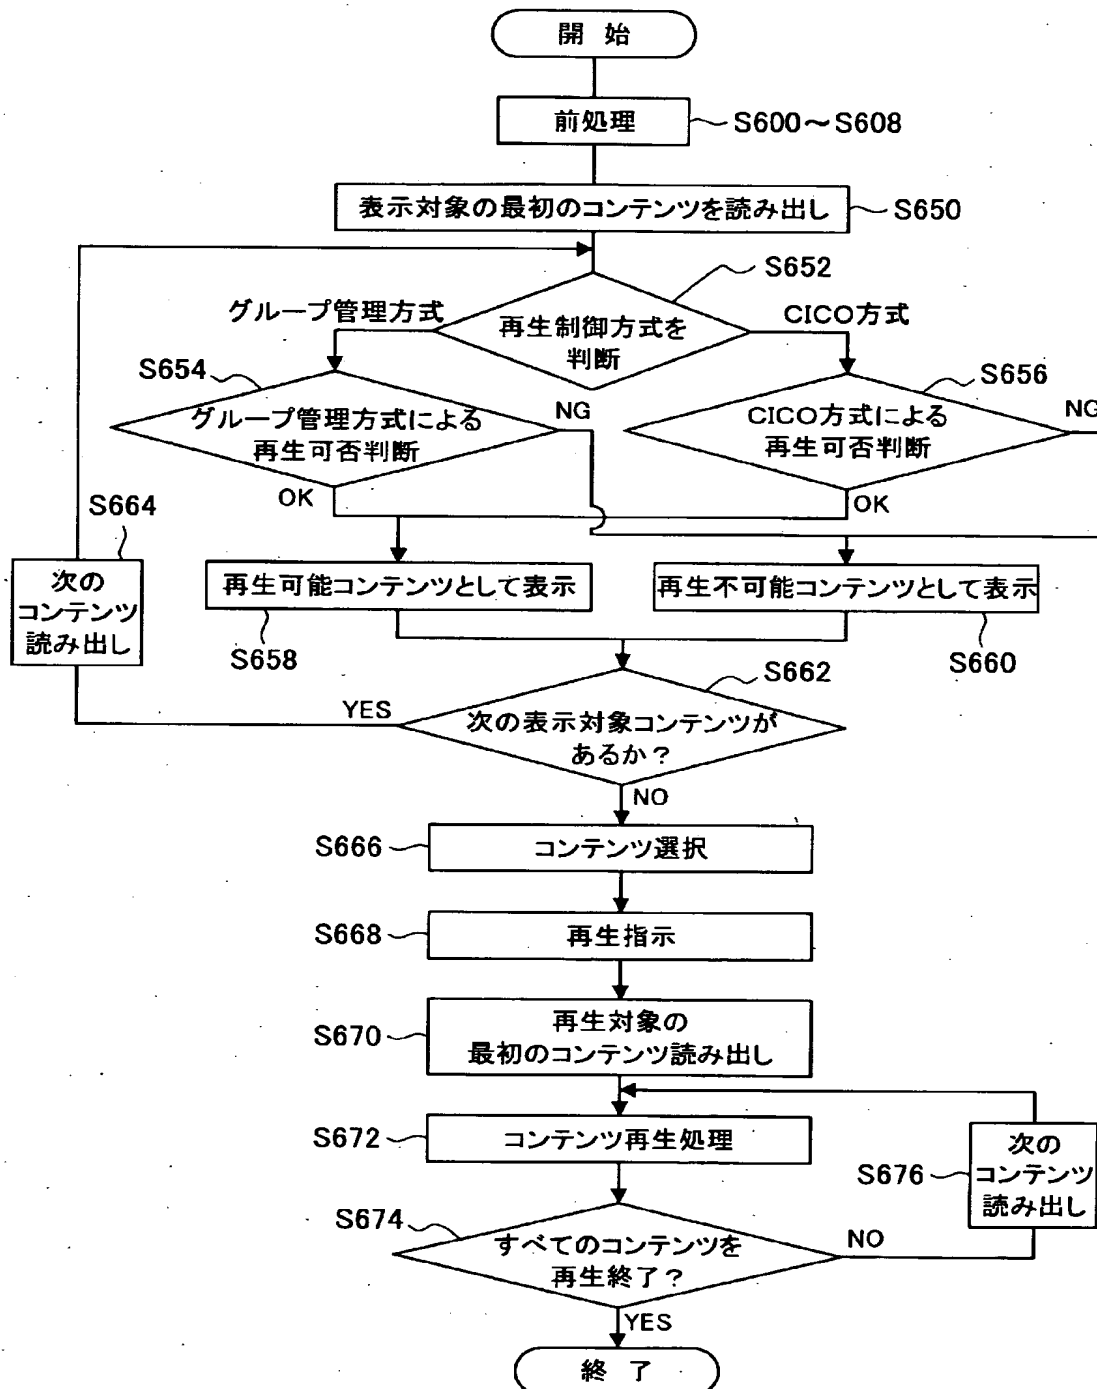 開 始
前処理
S600～S608
表示対象の最初のコンテンツを読み出し
S650
S652
グループ管理方式
再生制御方式を
判断
CICO方式
S654
グループ管理方式による
再生可否判断
NG
OK
S656
CICO方式による
再生可否判断
NG
OK
S664
次の
コンテンツ
読み出し
再生可能コンテンツとして表示
S658
再生不可能コンテンツとして表示
S660
S662
YES
次の表示対象コンテンツが
あるか？
NO
S666
コンテンツ選択
S668
再生指示
S670
再生対象の
最初のコンテンツ読み出し
S672
コンテンツ再生処理
S676
次の
コンテンツ
読み出し
S674
すべてのコンテンツを
再生終了？
NO
YES
終 了